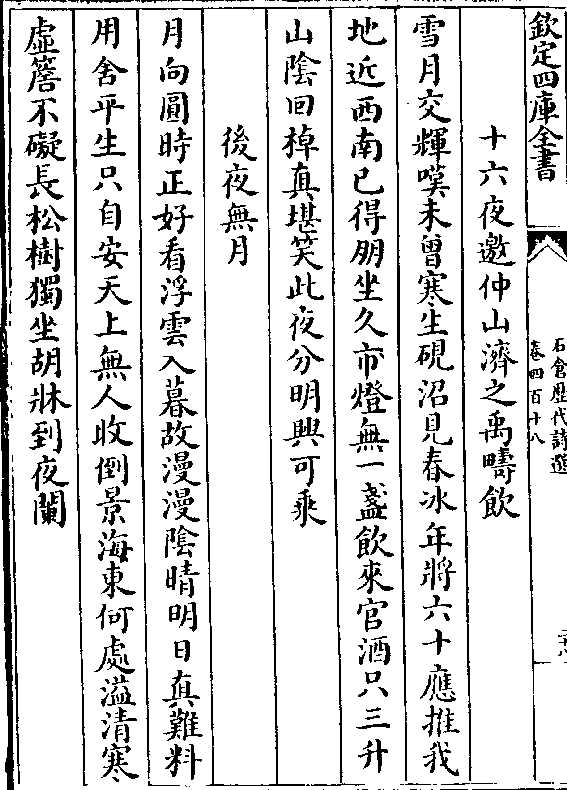 欽定四庫全書
石倉歷代詩選
卷四百十八
十六夜邀仲山濟之禹疇飲
雪月交輝嘆未曾寒生硯沼見春冰年將六十應推我
地近西南已得朋坐久市燈無一盞飲來官酒只三升
山陰回棹真堪笑此夜分明興可乘
後夜無月
月向圓時正好看浮雲入暮故漫漫陰晴明日真難料
用舍平生只自安天上無人收倒景海東何處溢清寒
虛簷不礙長松樹獨坐胡牀到夜闌